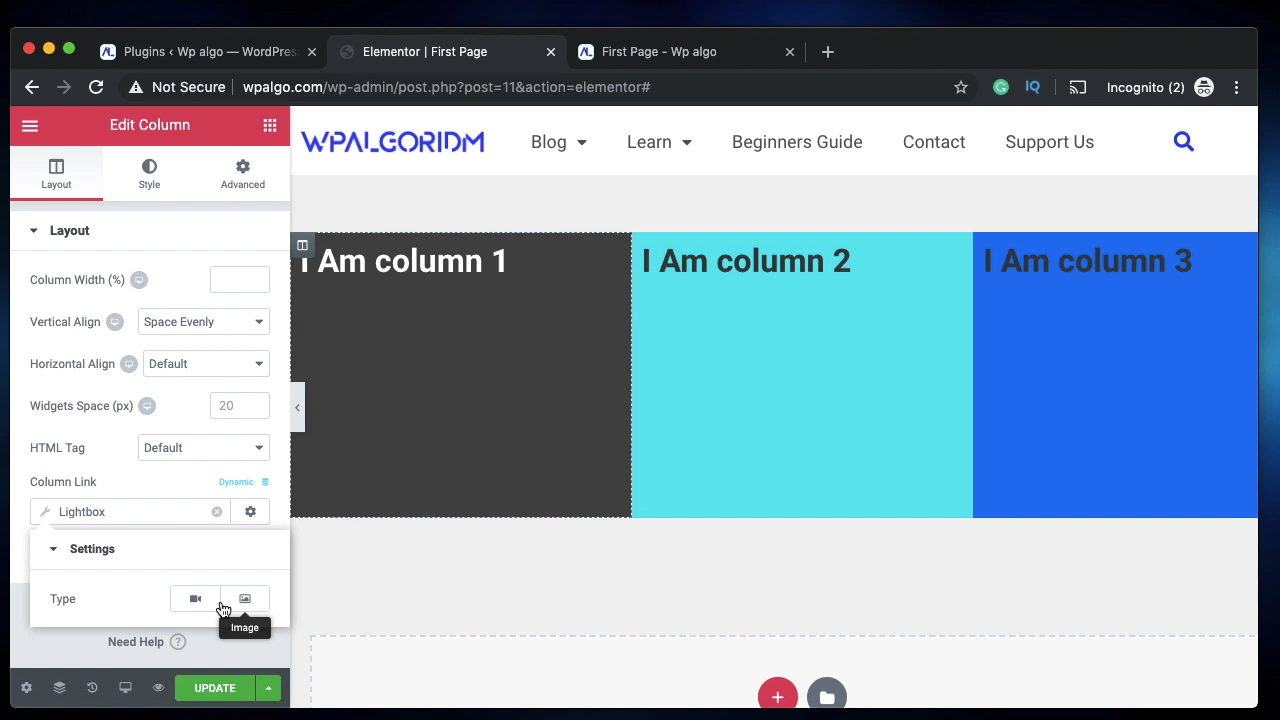 Plugins ‹ Wp algo — WordPres
Elementor | First Page
First Page - Wp algo
Not Secure
wpalgo.com/wp-admin/post.php?post=11&action=elementor#
Incognito (2)
Edit Column
WPALGORIDM
Blog
Learn
Beginners Guide
Contact
Support Us
Layout
Style
Advanced
Layout
Column Width (%)
Vertical Align
Space Evenly
Horizontal Align
Default
Widgets Space (px)
20
HTML Tag
Default
Column Link
Dynamic
Lightbox
Settings
Type
Image
Need Help
UPDATE
I Am column 1
I Am column 2
I Am column 3